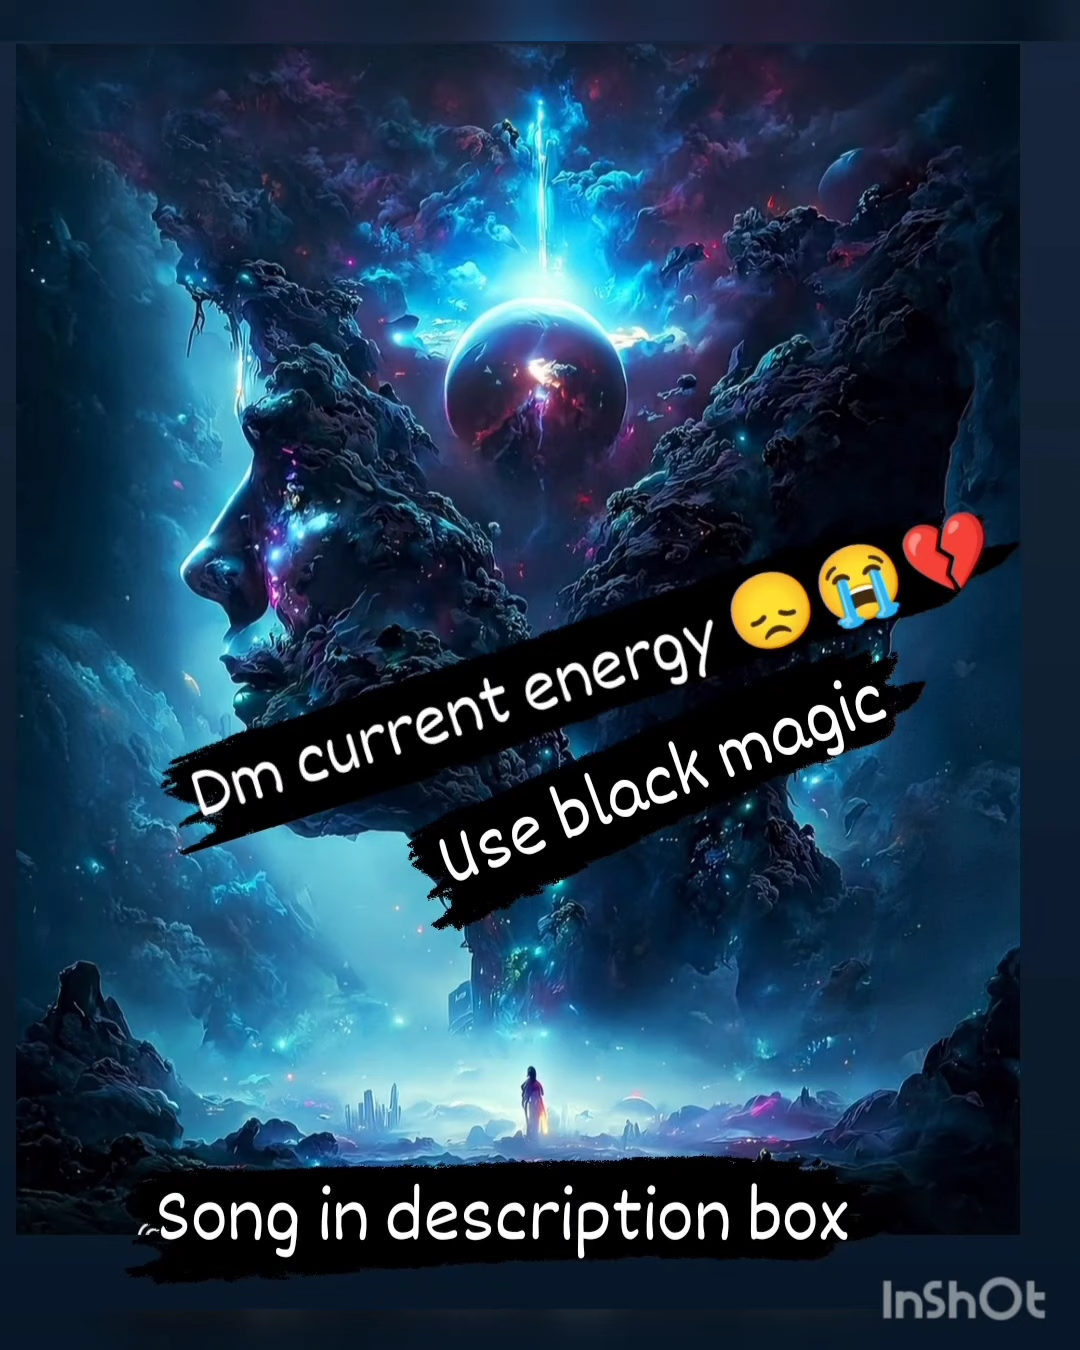 Dm current energy 😞😭💔
Use black magic
Song in description box
InShOt